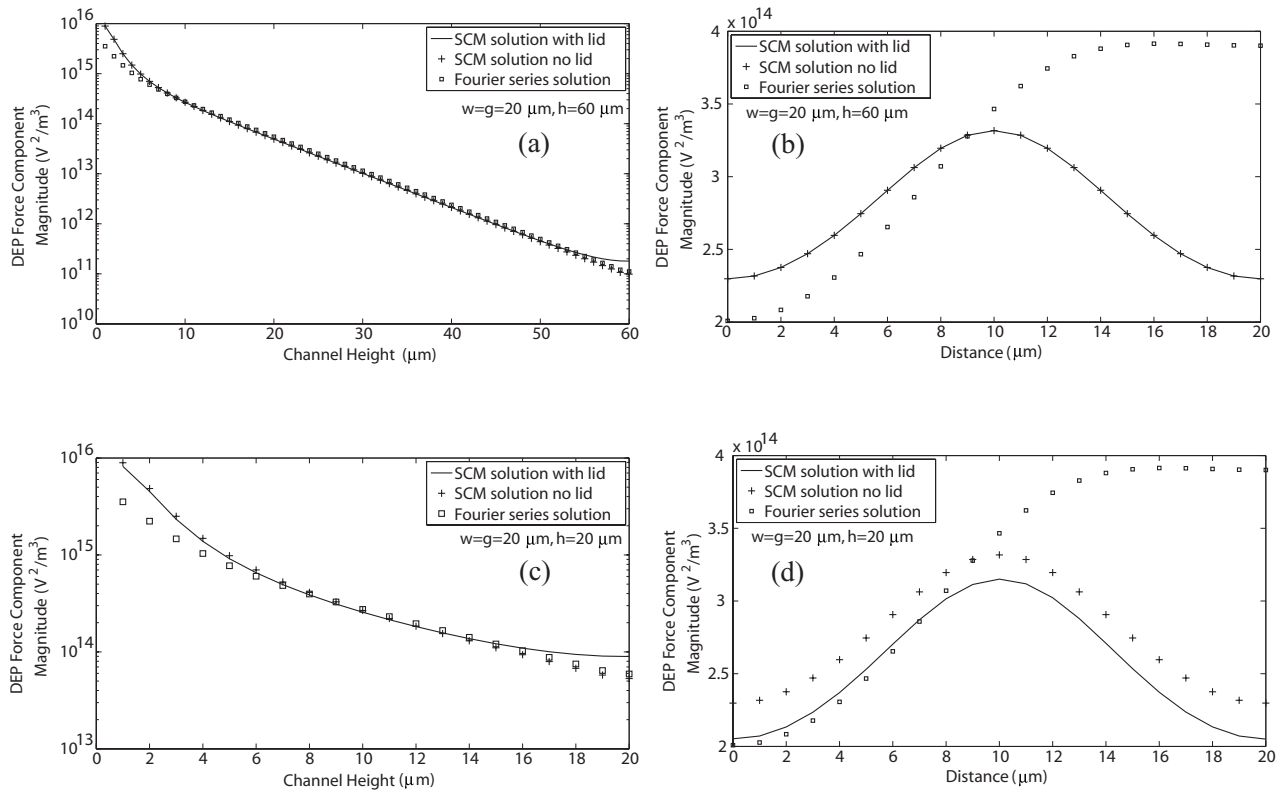 10^16
10^15
10^14
10^13
10^12
10^11
10^10
DEP Force Component
Magnitude (V^2/m^3)
SCM solution with lid
SCM solution no lid
Fourier series solution
w=g=20 μm, h=60 μm
(a)
0 10 20 30 40 50 60
Channel Height (μm)
x 10^14
4
3.5
3
2.5
2
DEP Force Component
Magnitude (V^2/m^3)
SCM solution with lid
SCM solution no lid
Fourier series solution
w=g=20 μm, h=60 μm
(b)
0 2 4 6 8 10 12 14 16 18 20
Distance (μm)
10^16
10^15
10^14
10^13
DEP Force Component
Magnitude (V^2/m^3)
SCM solution with lid
SCM solution no lid
Fourier series solution
w=g=20 μm, h=20 μm
(c)
0 2 4 6 8 10 12 14 16 18 20
Channel Height (μm)
x 10^14
4
3.5
3
2.5
2
DEP Force Component
Magnitude (V^2/m^3)
SCM solution with lid
SCM solution no lid
Fourier series solution
w=g=20 μm, h=20 μm
(d)
0 2 4 6 8 10 12 14 16 18 20
Distance (μm)